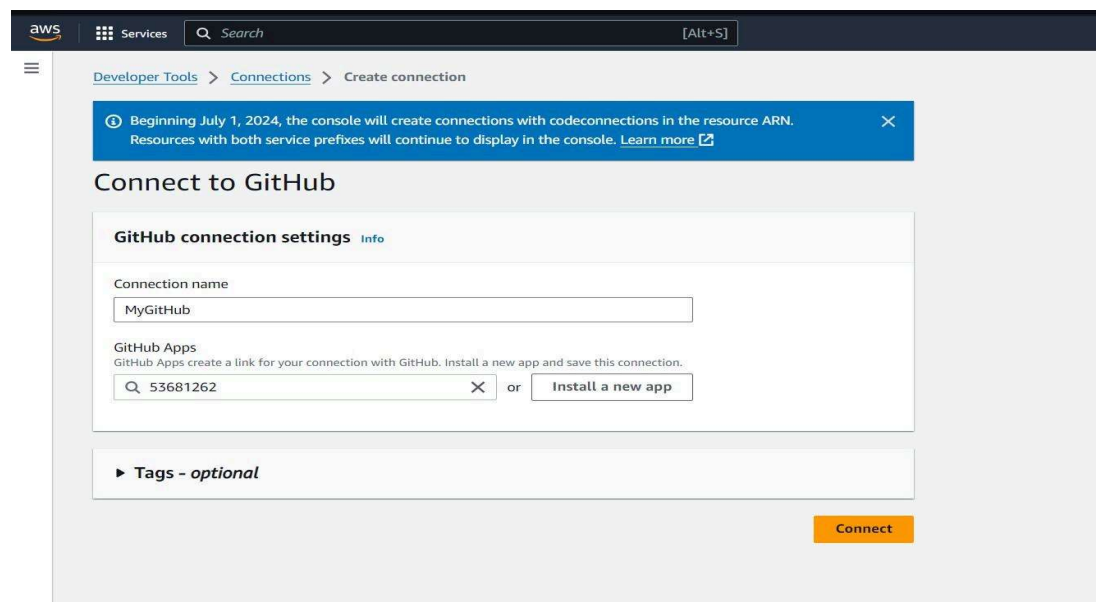 aws Services Search [Alt+S]
Developer Tools > Connections > Create connection
Beginning July 1, 2024, the console will create connections with codeconnections in the resource ARN.
Resources with both service prefixes will continue to display in the console. Learn more
Connect to GitHub
GitHub connection settings Info
Connection name
MyGitHub
GitHub Apps
GitHub Apps create a link for your connection with GitHub. Install a new app and save this connection.
53681262 or Install a new app
Tags - optional
Connect